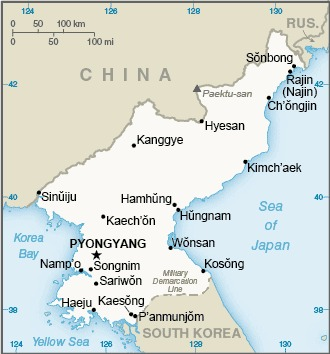 124
126
128
130
0
50
100 km
0
50
100 mi
RUS.
Sŏnbong
CHINA
42
42
Paektu-san
Rajin
(Najin)
Ch'ŏngjin
Hyesan
Kanggye
Kimch'aek
40
40
Sinŭiju
Hamhŭng
Hŭngnam
Kaech'ŏn
Sea
of
Japan
Korea
Bay
PYONGYANG
Wŏnsan
Namp'o
Songnim
Kosŏng
Sariwŏn
Military
Demarcation
Line
Haeju
Kaesŏng
P'anmunjŏm
38
38
Yellow Sea
SOUTH KOREA
124
126
128